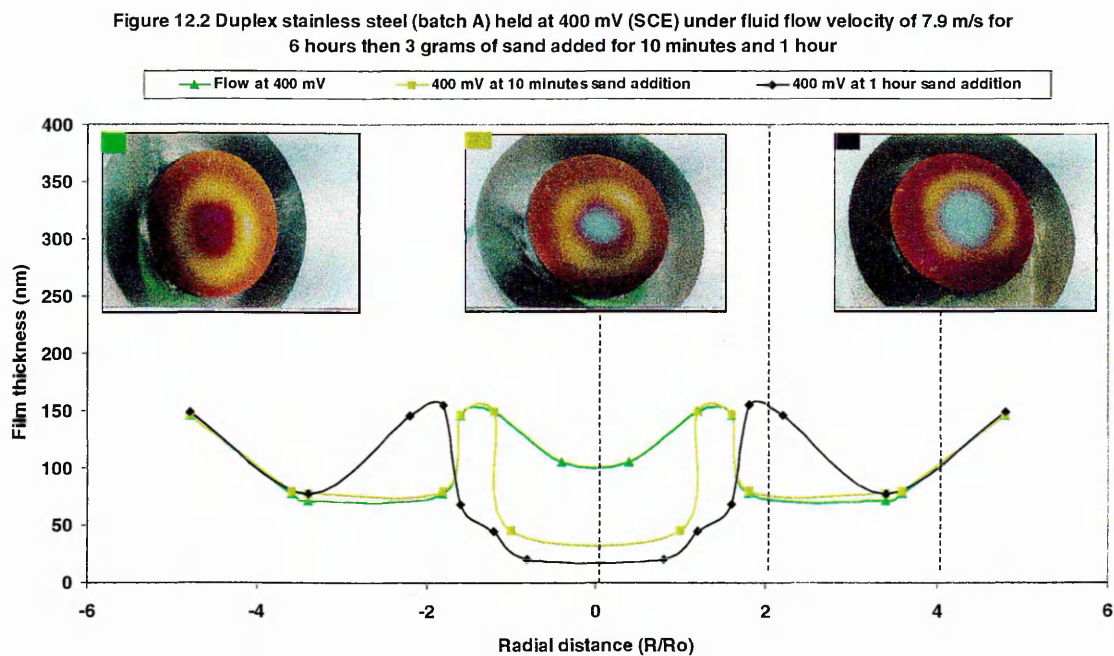 Figure 12.2 Duplex stainless steel (batch A) held at 400 mV (SCE) under fluid flow velocity of 7.9 m/s for
6 hours then 3 grams of sand added for 10 minutes and 1 hour
Flow at 400 mV
400 mV at 10 minutes sand addition
400 mV at 1 hour sand addition
Film thickness (nm)
400
350
300
250
200
150
100
50
0
-6
-4
-2
0
2
4
6
Radial distance (R/Ro)